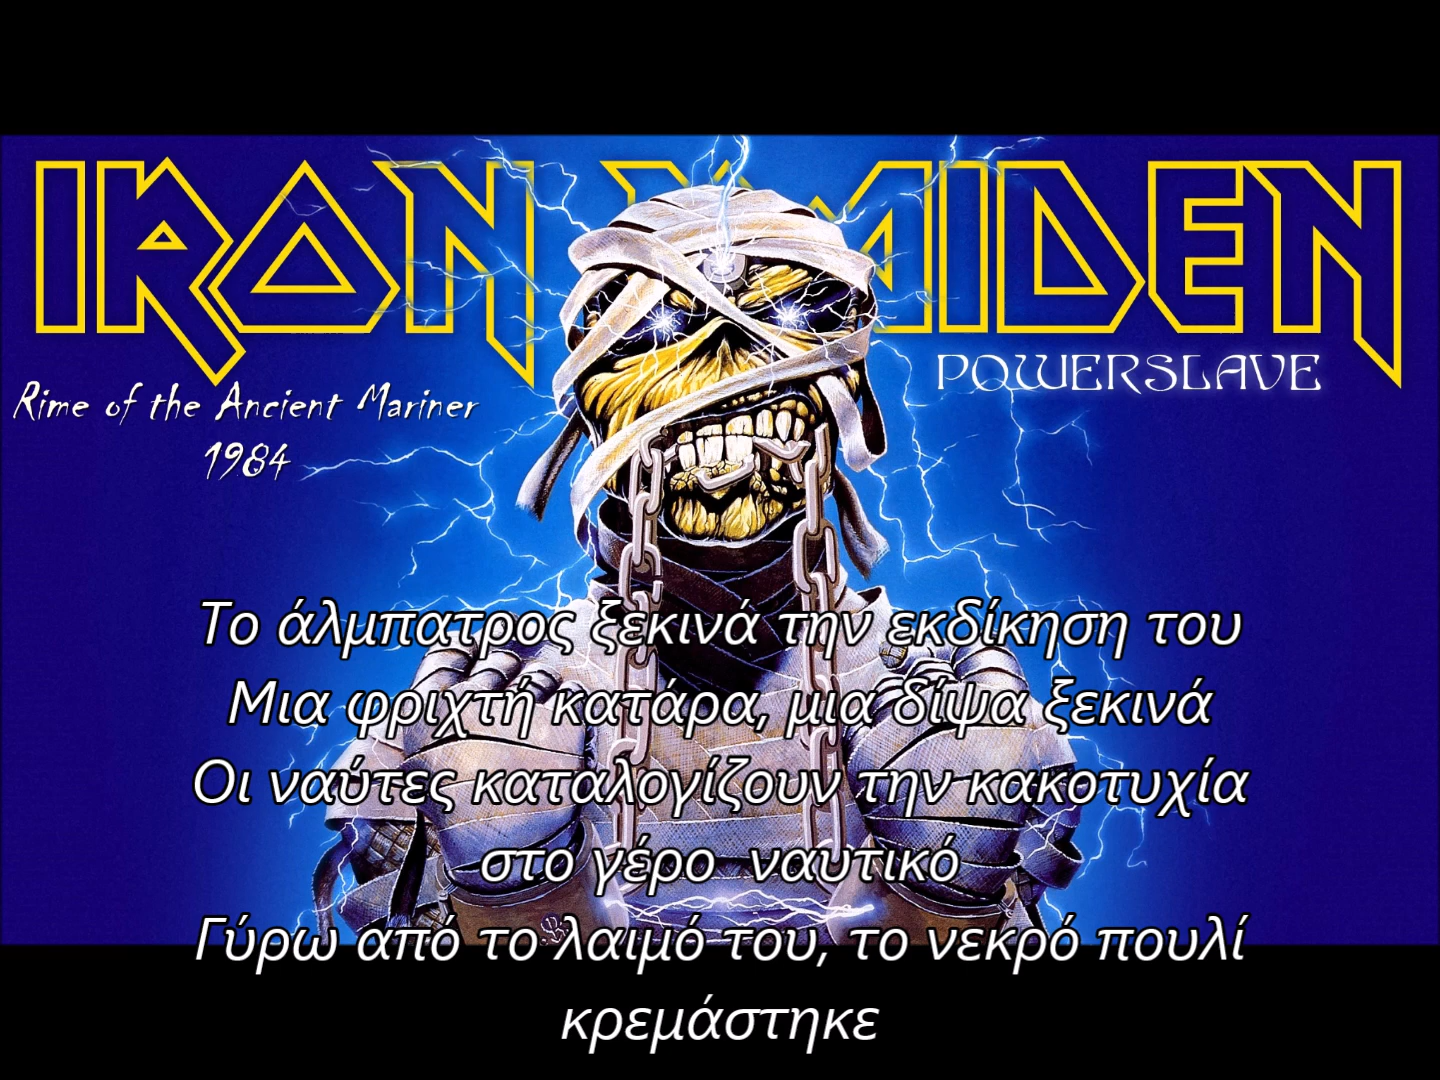 IRON MAIDEN
POWERSLAVE
Rime of the Ancient Mariner
1984
Το άλμπατρος ξεκινά την εκδίκηση του
Μια φριχτή κατάρα, μια δίψα ξεκινά
Οι ναύτες καταλογίζουν την κακοτυχία
στο γέρο ναυτικό
Γύρω από το λαιμό του, το νεκρό πουλί
κρεμάστηκε